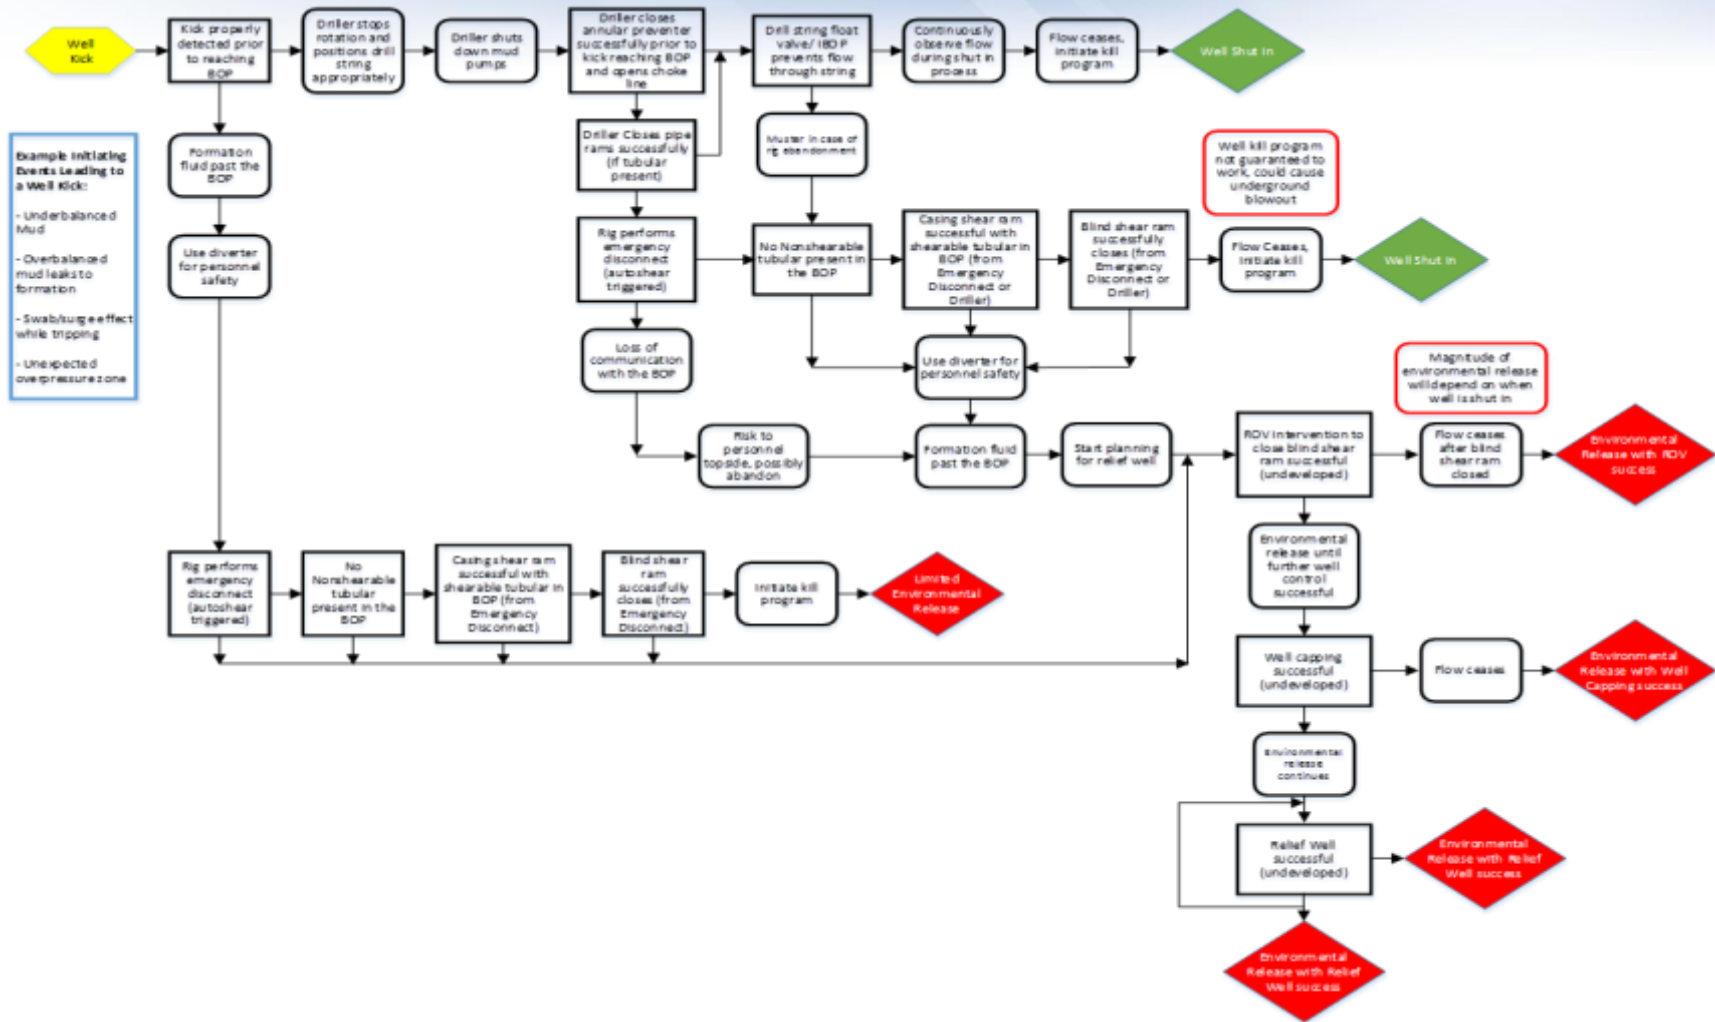 Well
Kick
Kick properly
detected prior
to reaching
BOP
Driller stops
rotation and
positions drill
string
appropriately
Driller shuts
down mud
pumps
Driller closes
annular preventer
successfully prior to
kick reaching BOP
and opens choke
line
Drill string float
valve/ IBOP
prevents flow
through string
Continuously
observe flow
during shut in
process
Flow ceases,
initiate kill
program
Well Shut In
Example Initiating
Events Leading to
a Well Kick:
- Underbalanced
Mud
- Overbalanced
mud leaks to
formation
- Swab/surge effect
while tripping
- Unexpected
overpressure zone
Formation
fluid past the
BOP
Use diverter
for personnel
safety
Driller Closes pipe
rams successfully
(if tubular
present)
Muster in case of
rig abandonment
Well kill program
not guaranteed to
work, could cause
underground
blowout
Rig performs
emergency
disconnect
(autoshear
triggered)
No Nonshearable
tubular present in
the BOP
Casing shear ram
successful with
shearable tubular in
BOP (from
Emergency
Disconnect or
Driller)
Blind shear ram
successfully
closes (from
Emergency
Disconnect or
Driller)
Flow Ceases,
Initiate kill
program
Well Shut In
Loss of
communication
with the BOP
Use diverter for
personnel safety
Magnitude of
environmental release
will depend on when
well is shut in
Risk to
personnel
topside, possibly
abandon
Formation fluid
past the BOP
Start planning
for relief well
ROV Intervention to
close blind shear
ram successful
(undeveloped)
Flow ceases
after blind
shear ram
closed
Environmental
Release with ROV
success
Environmental
release until
further well
control
successful
Rig performs
emergency
disconnect
(autoshear
triggered)
No
Nonshearable
tubular
present in the
BOP
Casing shear ram
successful with
shearable tubular in
BOP (from
Emergency
Disconnect)
Blind shear
ram
successfully
closes (from
Emergency
Disconnect)
Initiate kill
program
Limited
Environmental
Release
Well capping
successful
(undeveloped)
Flow ceases
Environmental
Release with Well
Capping success
Environmental
release
continues
Relief Well
successful
(undeveloped)
Environmental
Release with Relief
Well success
Environmental
Release with Relief
Well success